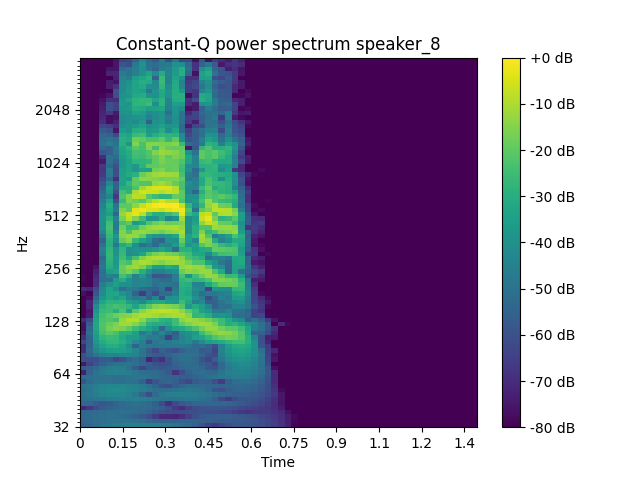 Constant-Q power spectrum speaker_8
Hz
2048
1024
512
256
128
64
32
0 0.15 0.3 0.45 0.6 0.75 0.9 1.1 1.2 1.4
Time
+0 dB
-10 dB
-20 dB
-30 dB
-40 dB
-50 dB
-60 dB
-70 dB
-80 dB